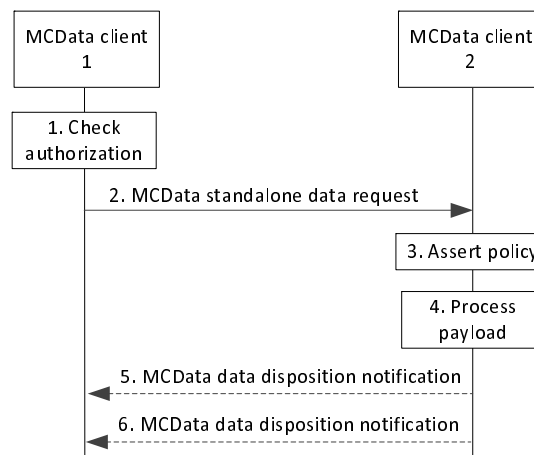 MCData client
1
MCData client
2
1. Check
authorization
2. MCData standalone data request
3. Assert policy
4. Process
payload
5. MCData data disposition notification
6. MCData data disposition notification